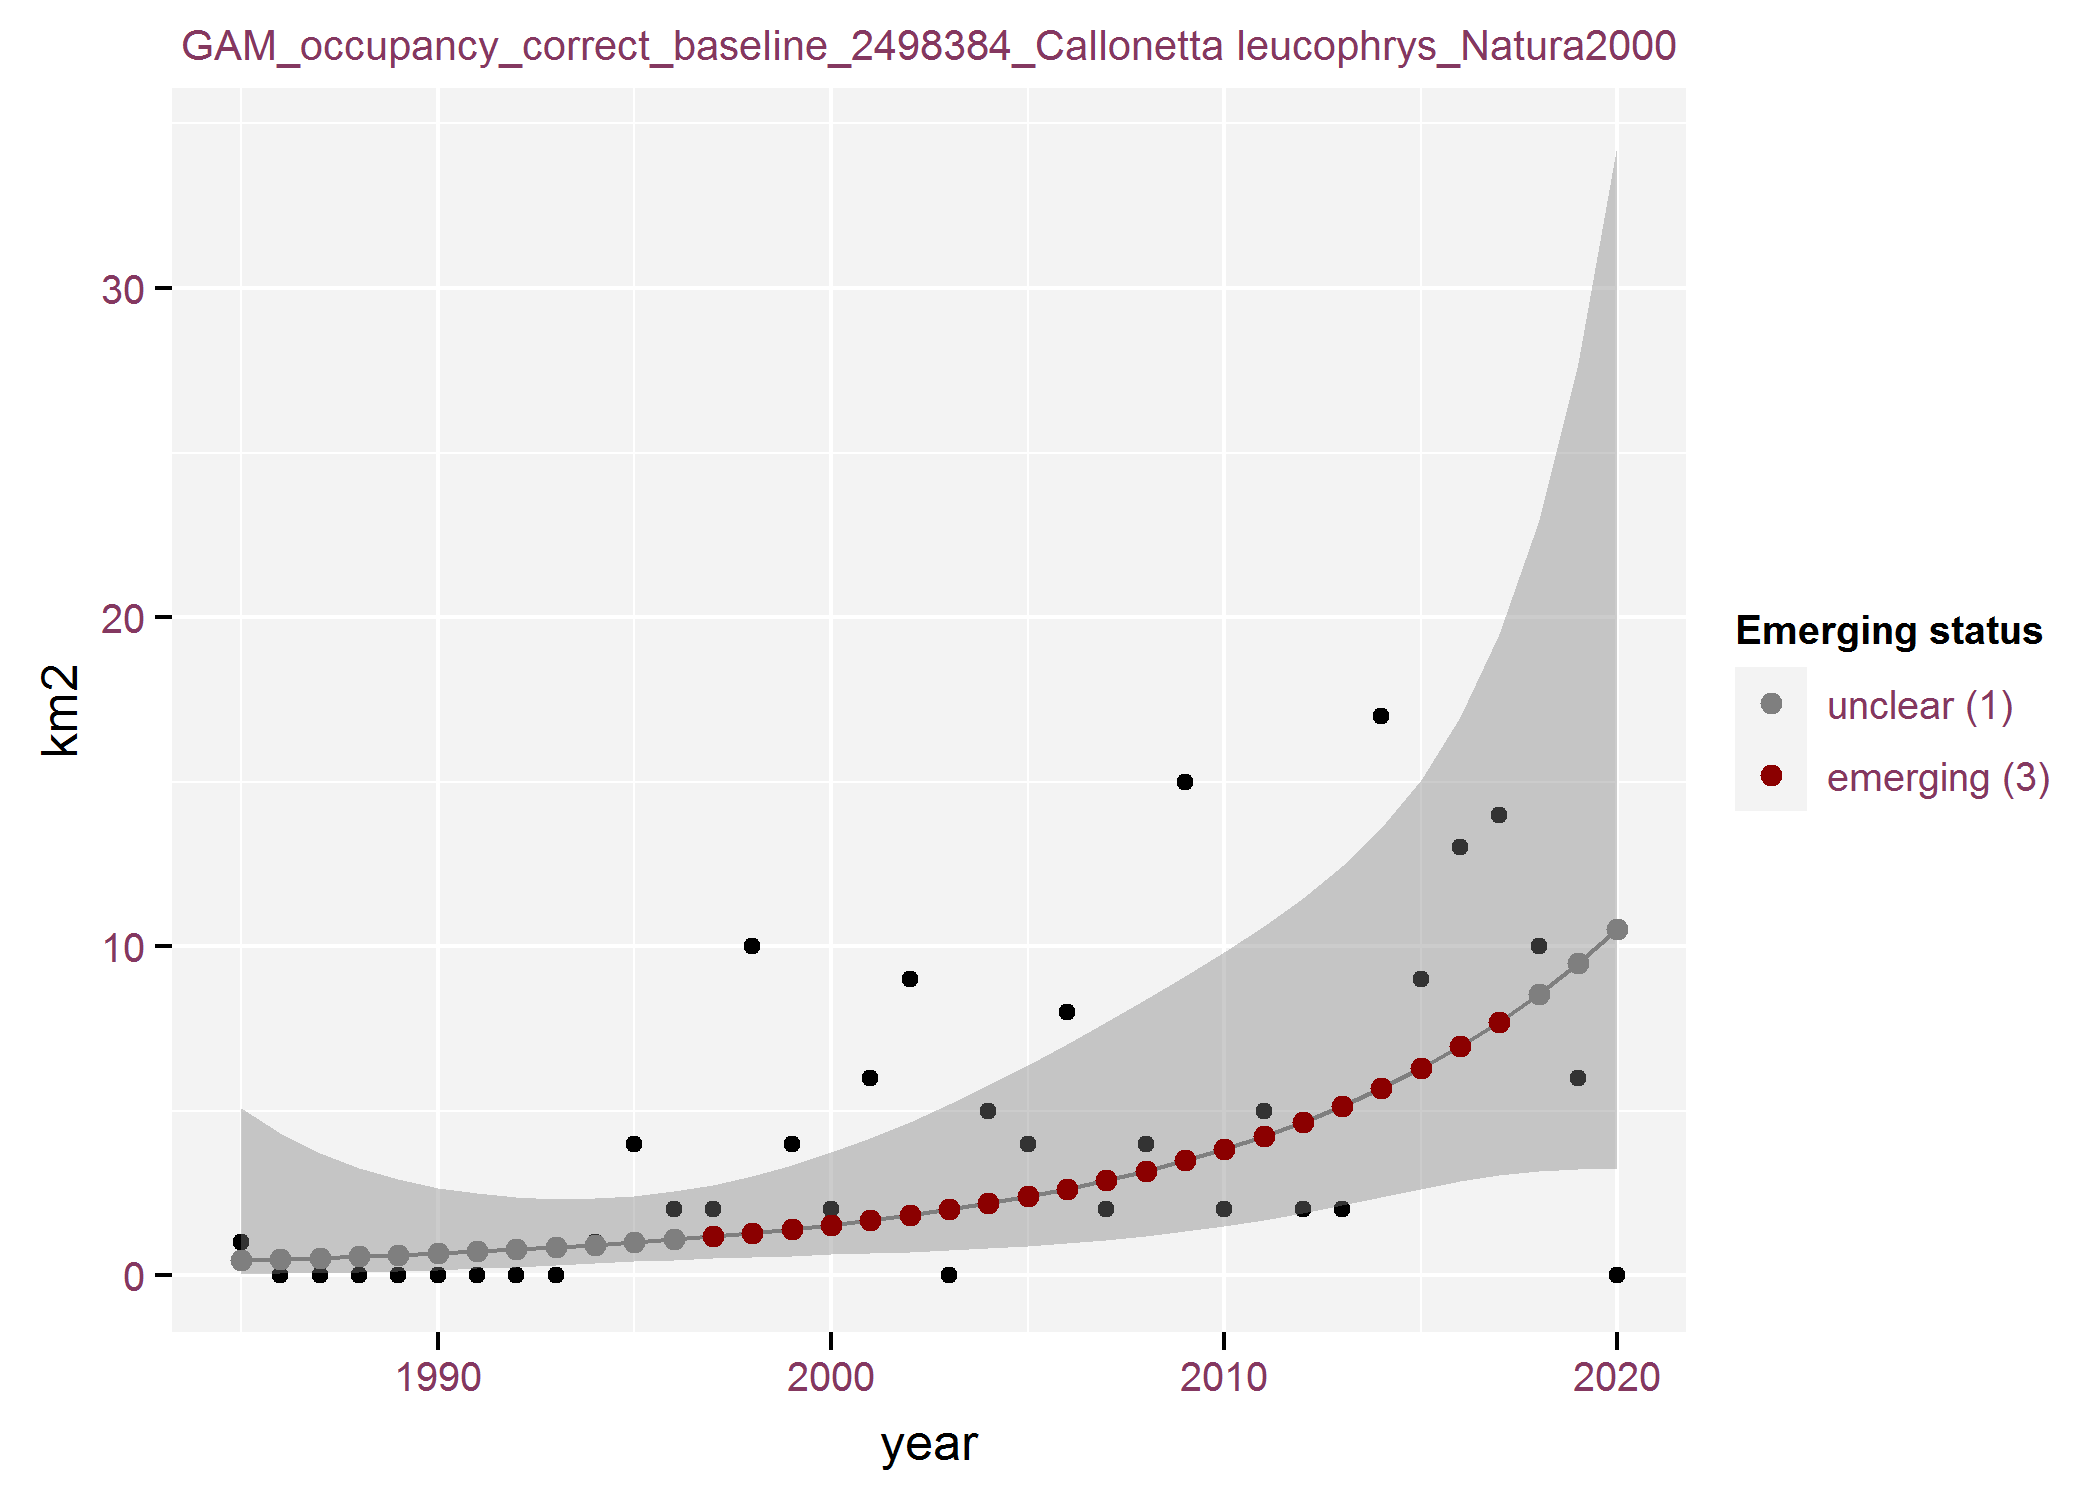 GAM_occupancy_correct_baseline_2498384_Callonetta leucophrys_Natura2000
30
20
10
0
km2
1990 2000 2010 2020
year
Emerging status
unclear (1)
emerging (3)